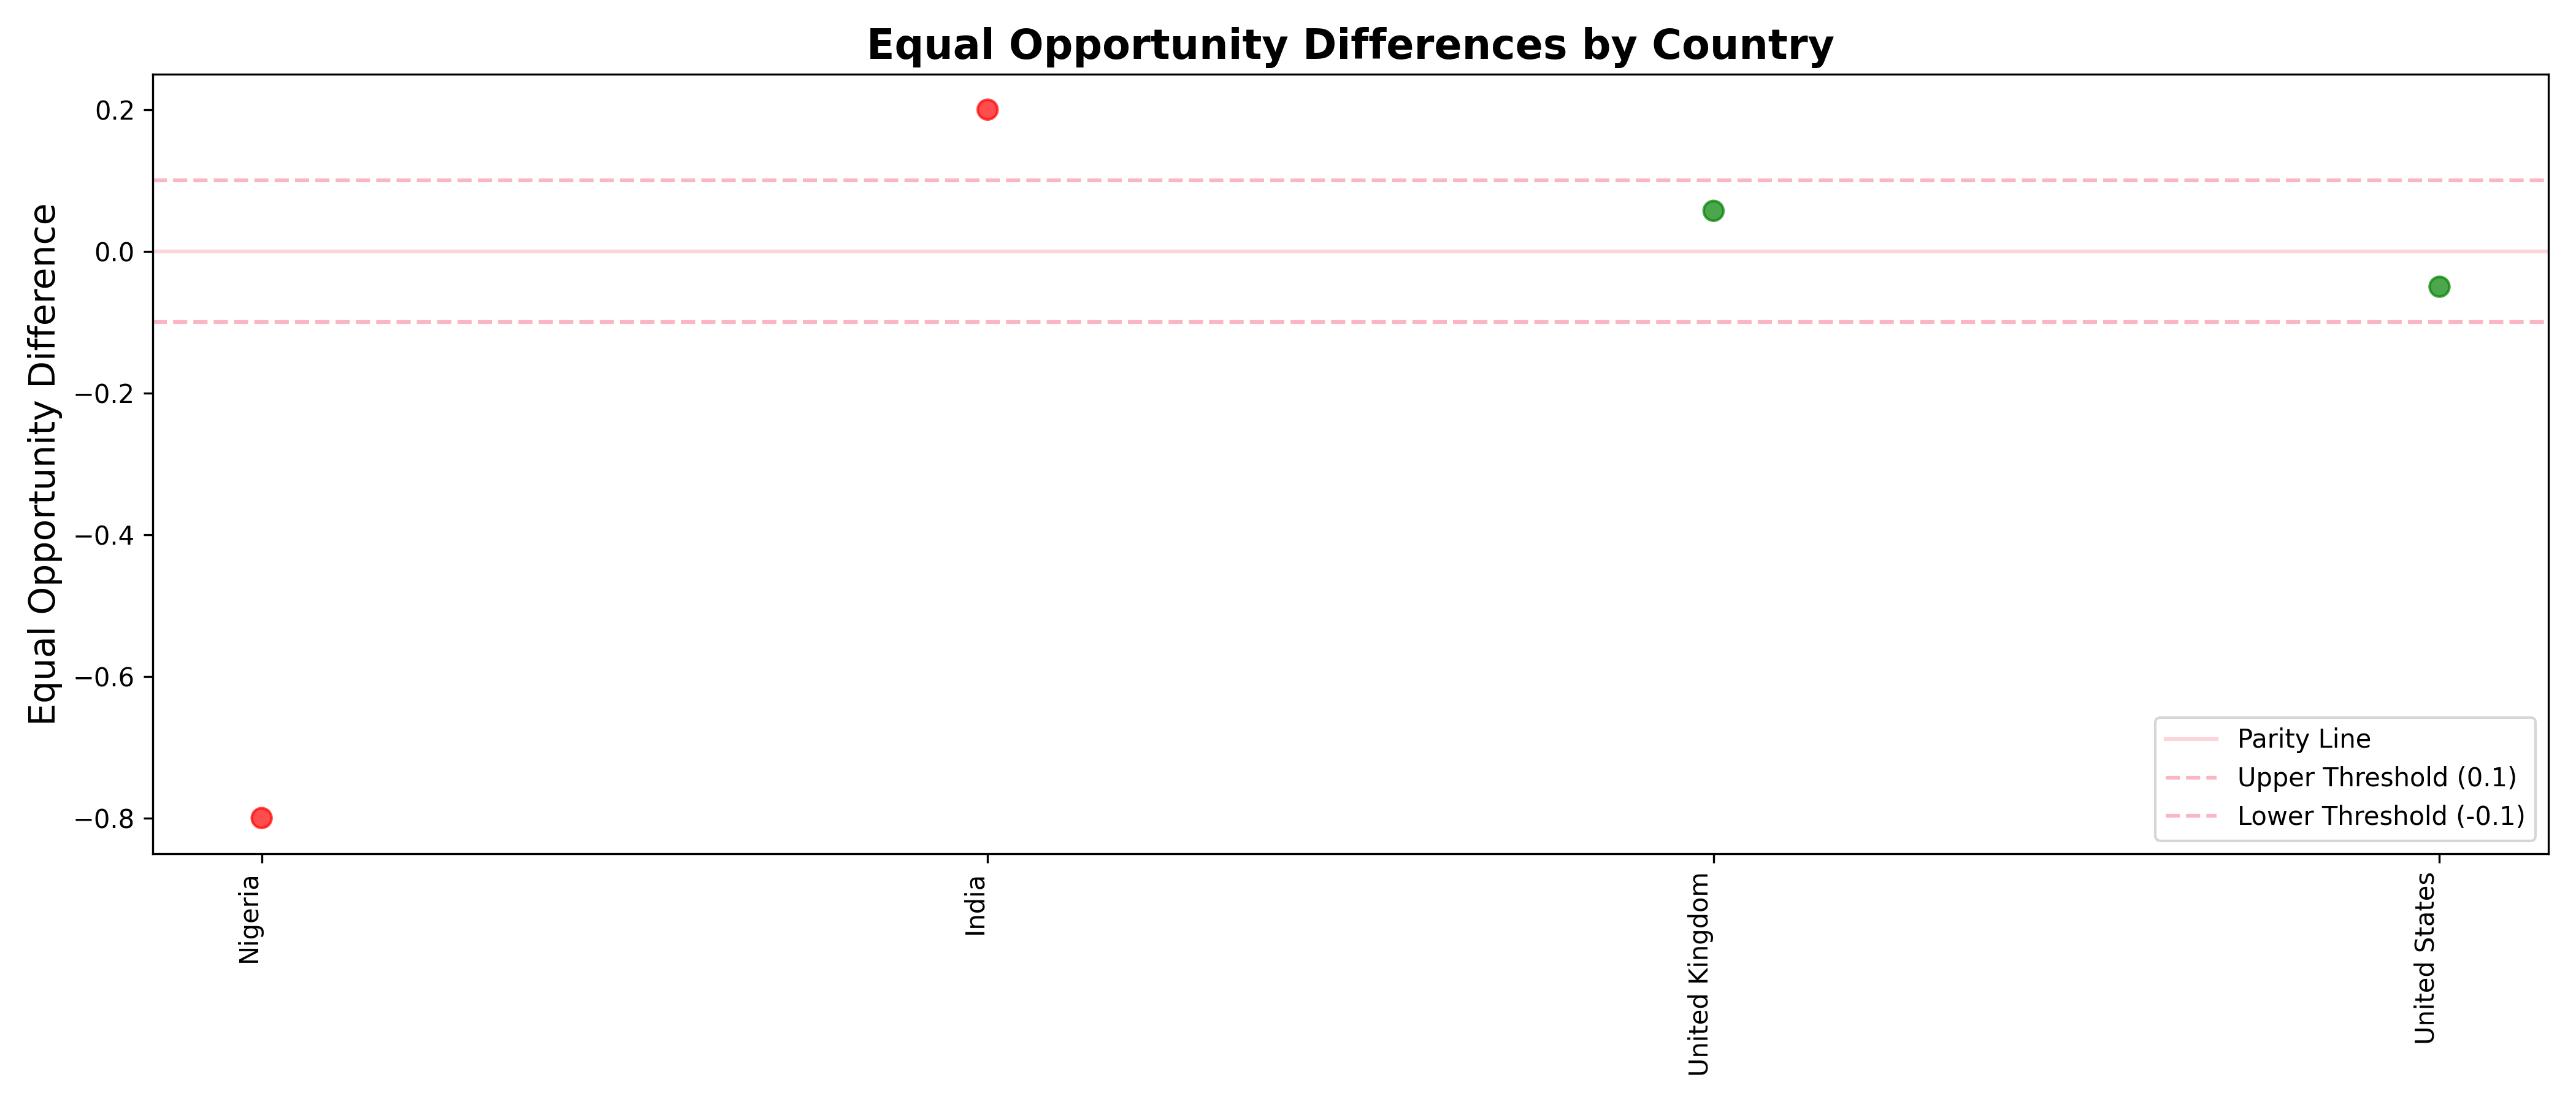 Equal Opportunity Differences by Country
Equal Opportunity Difference
0.2
0.0
−0.2
−0.4
−0.6
−0.8
Parity Line
Upper Threshold (0.1)
Lower Threshold (-0.1)
Nigeria
India
United Kingdom
United States